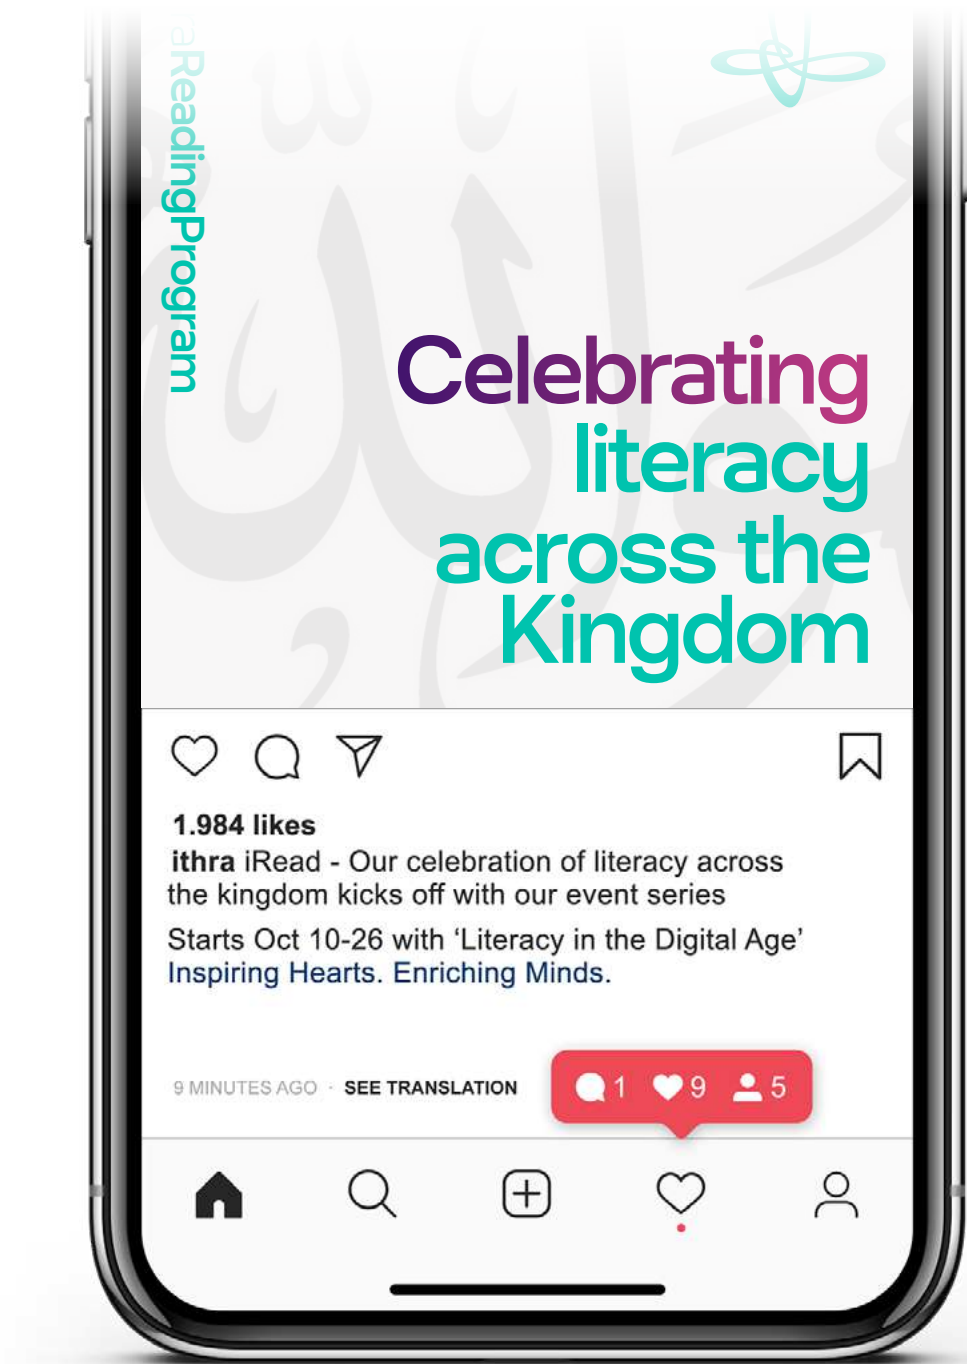 ReadingProgram
Celebrating
literacy
across the
Kingdom
1.984 likes
ithra iRead - Our celebration of literacy across
the kingdom kicks off with our event series
Starts Oct 10-26 with ‘Literacy in the Digital Age’
Inspiring Hearts. Enriching Minds.
9 MINUTES AGO · SEE TRANSLATION
1 9 5